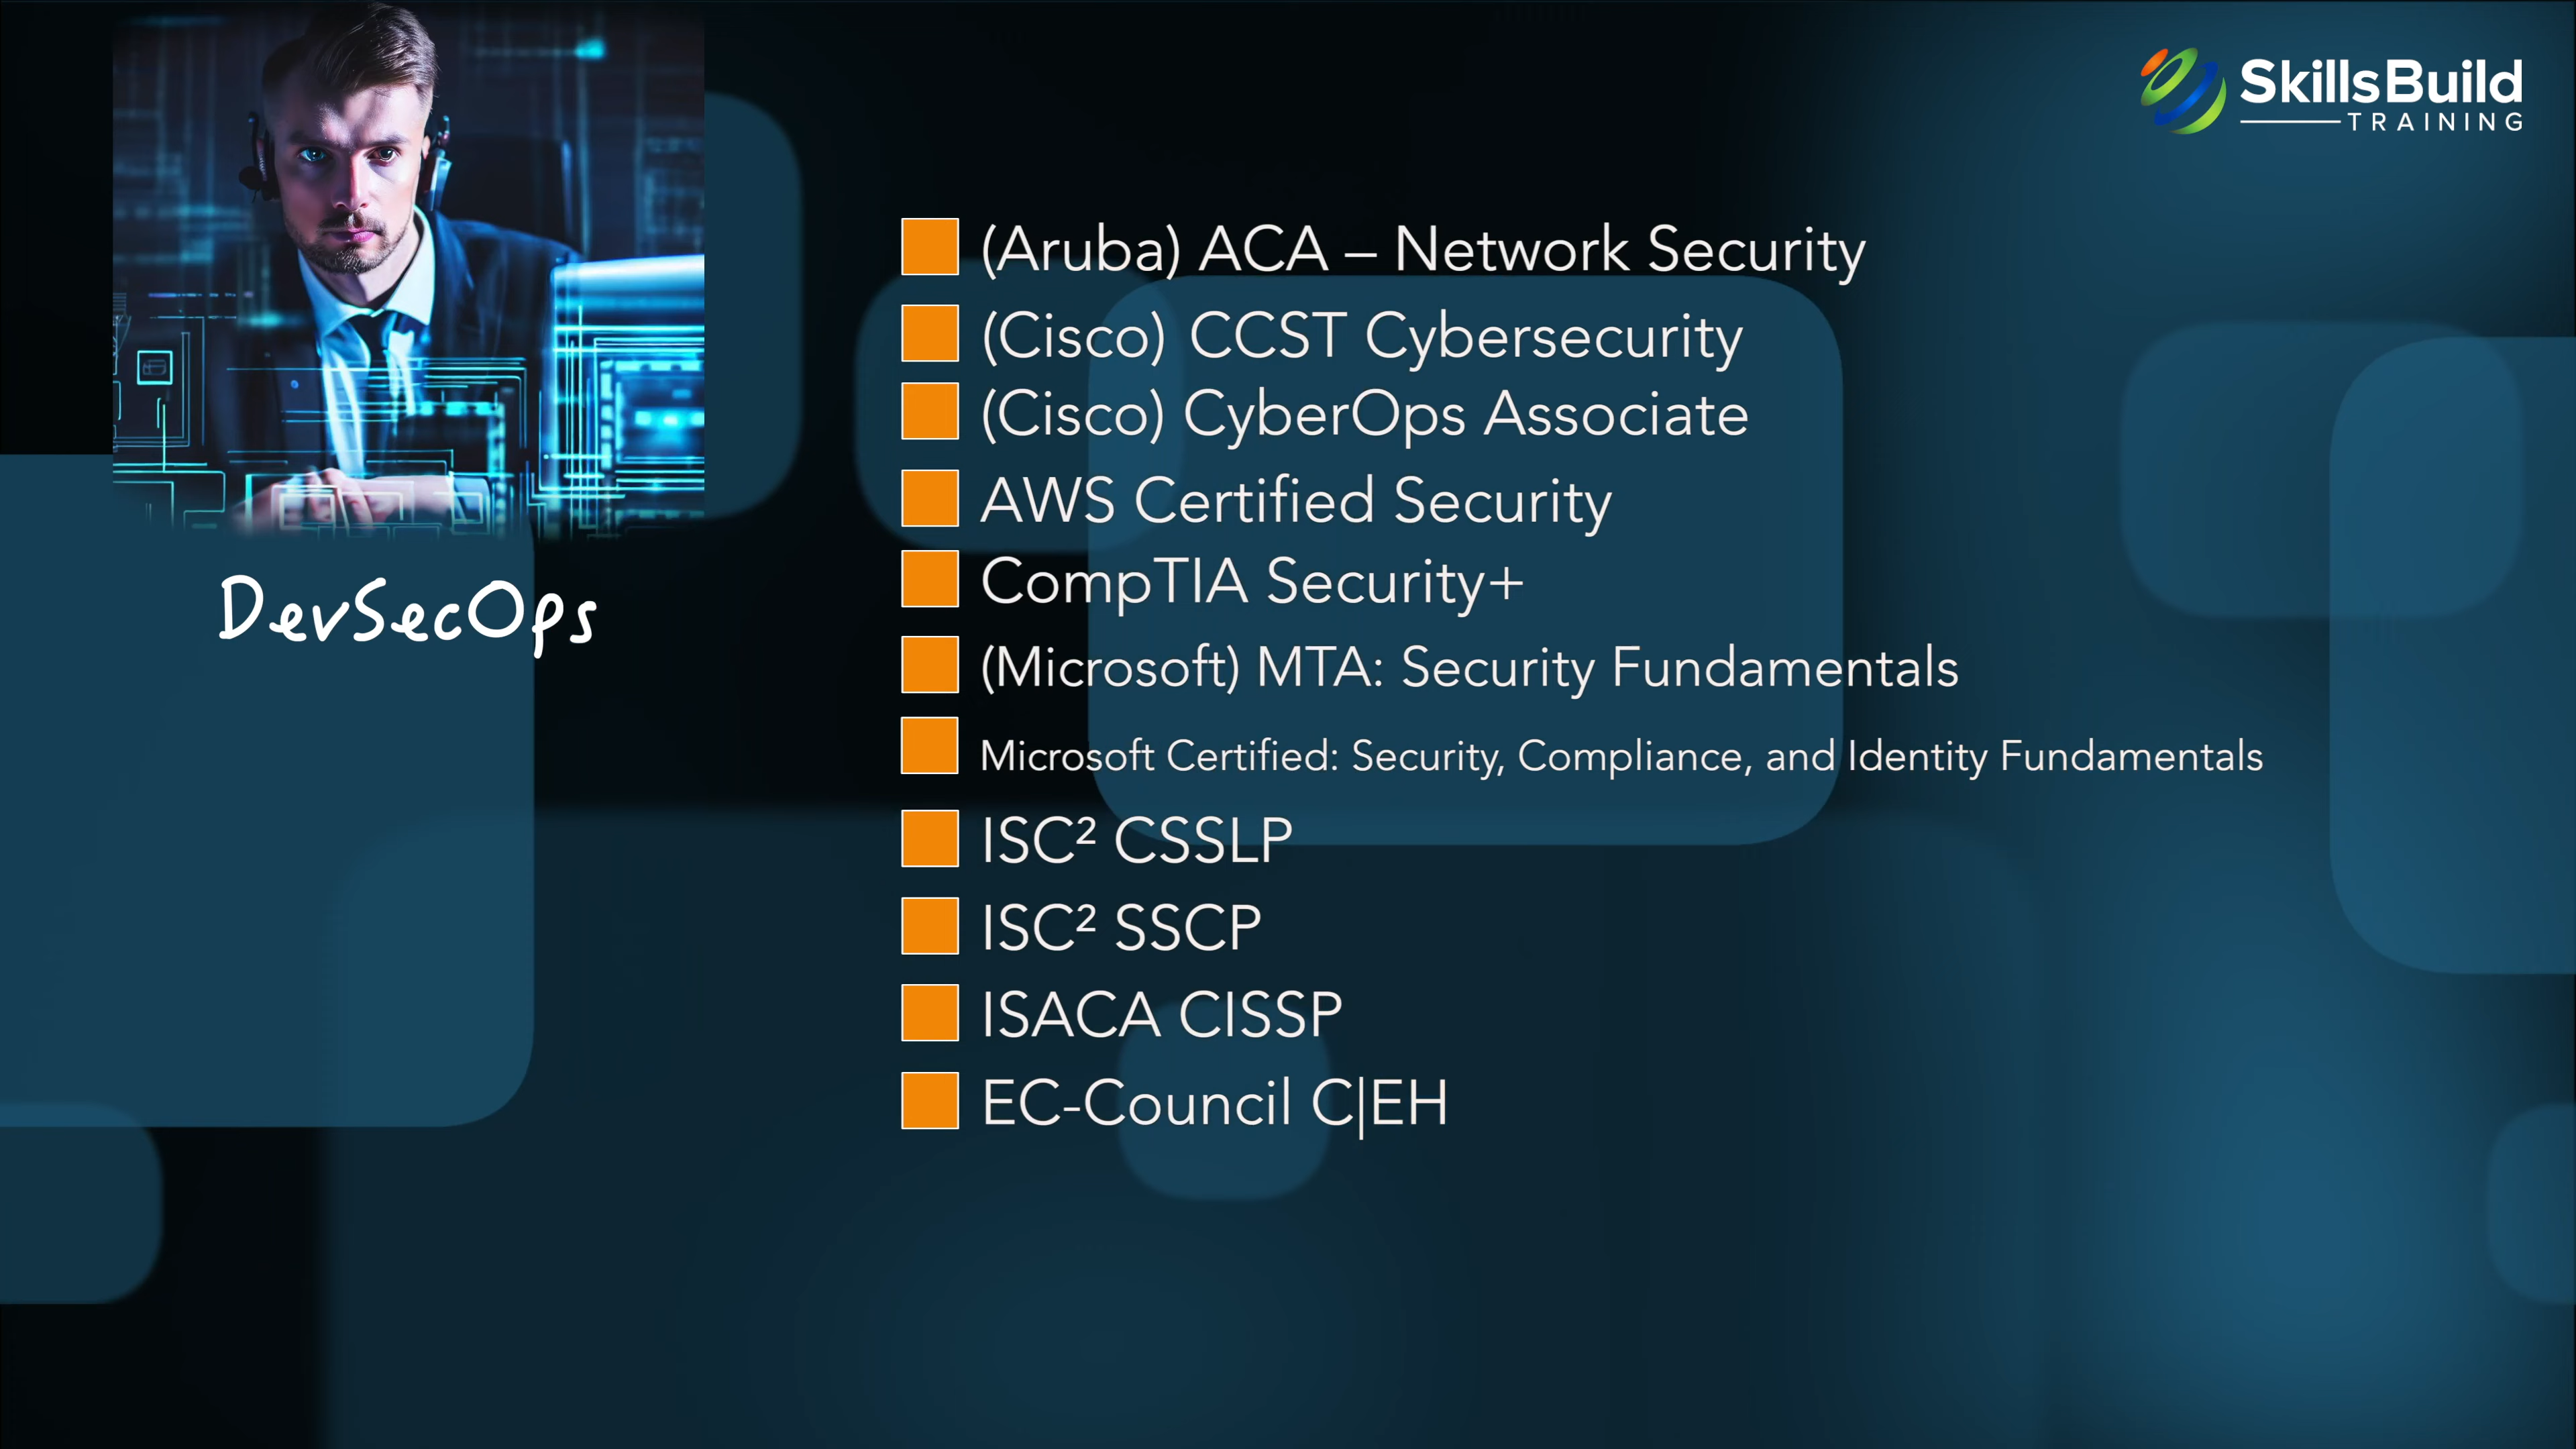 SkillsBuild
TRAINING
(Aruba) ACA – Network Security
(Cisco) CCST Cybersecurity
(Cisco) CyberOps Associate
AWS Certified Security
CompTIA Security+
(Microsoft) MTA: Security Fundamentals
Microsoft Certified: Security, Compliance, and Identity Fundamentals
ISC² CSSLP
ISC² SSCP
ISACA CISSP
EC-Council C|EH
DevSecOps